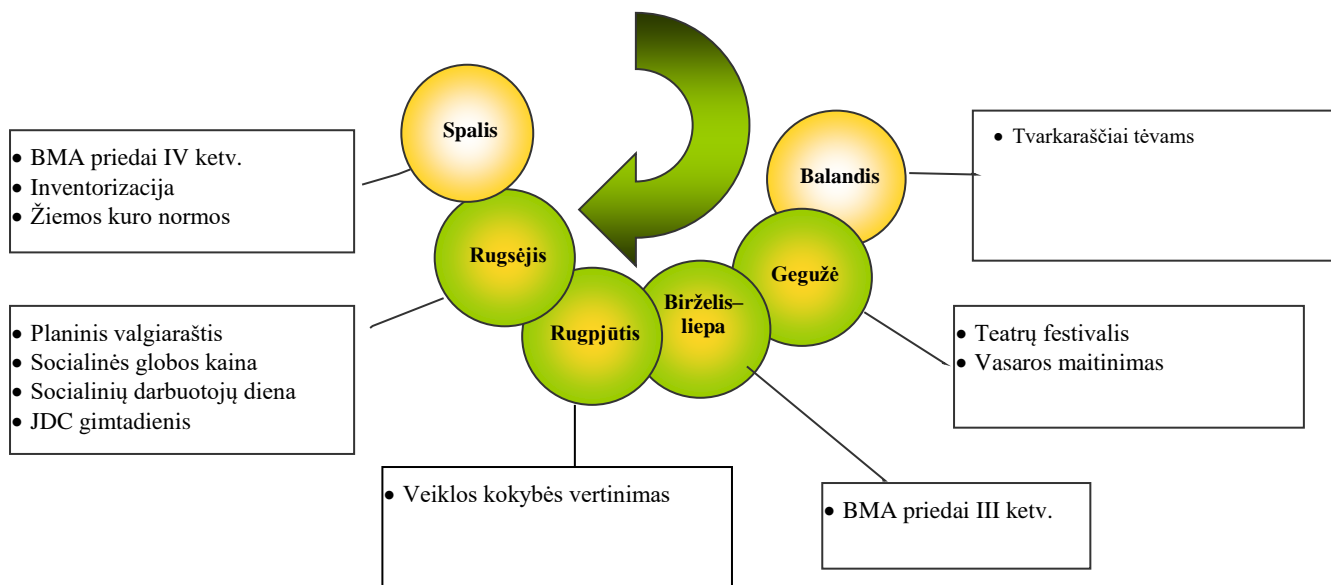 Spalis
• BMA priedai IV ketv.
• Inventorizacija
• Žiemos kuro normos
Balandis
• Tvarkaraščiai tėvams
Rugsėjis
• Planinis valgiaraštis
• Socialinės globos kaina
• Socialinių darbuotojų diena
• JDC gimtadienis
Gegužė
• Teatrų festivalis
• Vasaros maitinimas
Rugpjūtis
• Veiklos kokybės vertinimas
Birželis–
liepa
• BMA priedai III ketv.